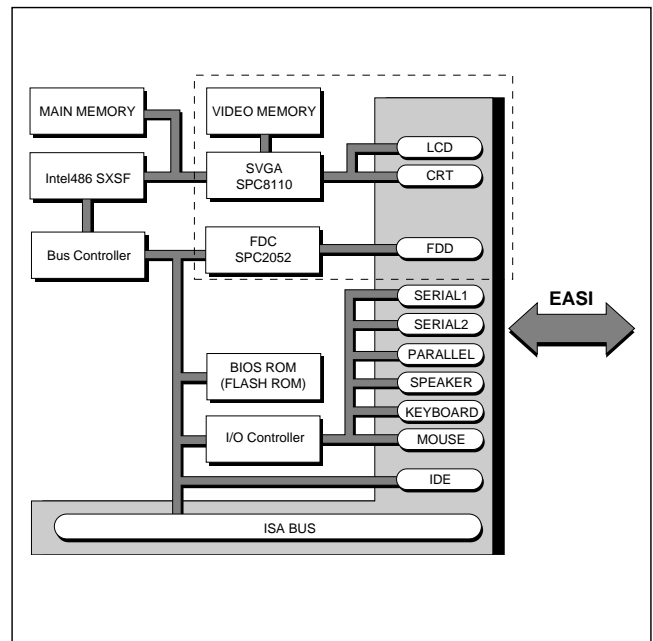 MAIN MEMORY
VIDEO MEMORY
Intel486 SXSF
SVGA
SPC8110
LCD
CRT
Bus Controller
FDC
SPC2052
FDD
SERIAL1
SERIAL2
PARALLEL
SPEAKER
KEYBOARD
MOUSE
EASI
BIOS ROM
(FLASH ROM)
I/O Controller
IDE
ISA BUS